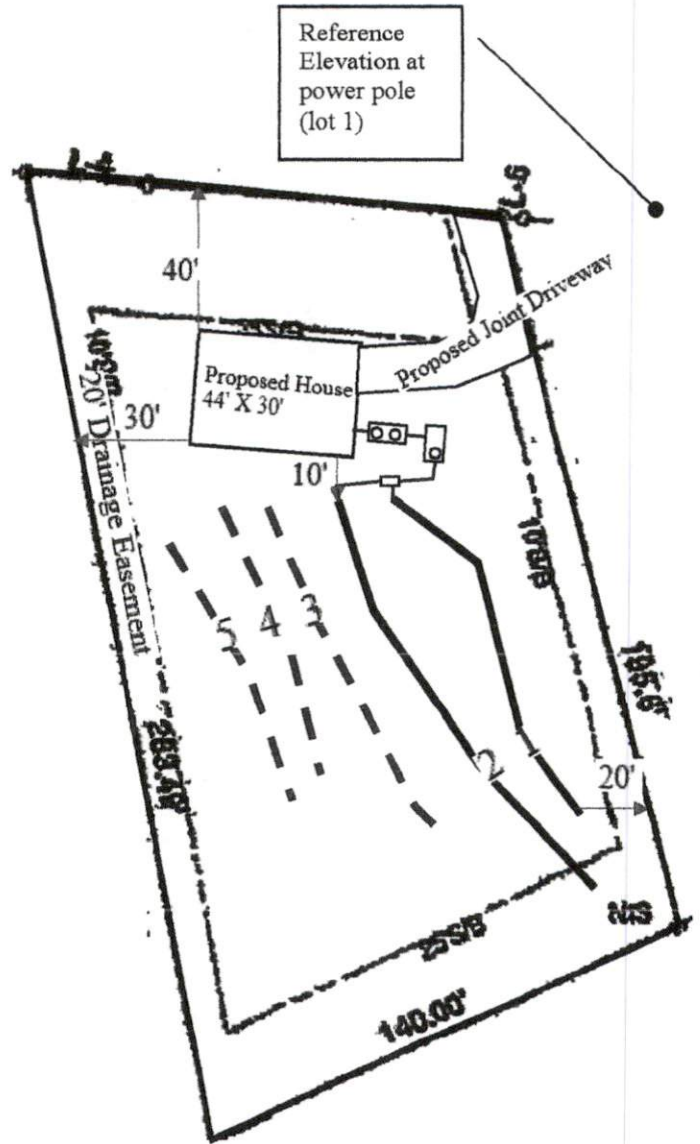 Reference
Elevation at
power pole
(lot 1)
40'
Proposed Joint Driveway
Proposed House
44' X 30'
30'
20' Drainage Easement
10'
3
4
5
2
1
20'
25'S/B
140.00'